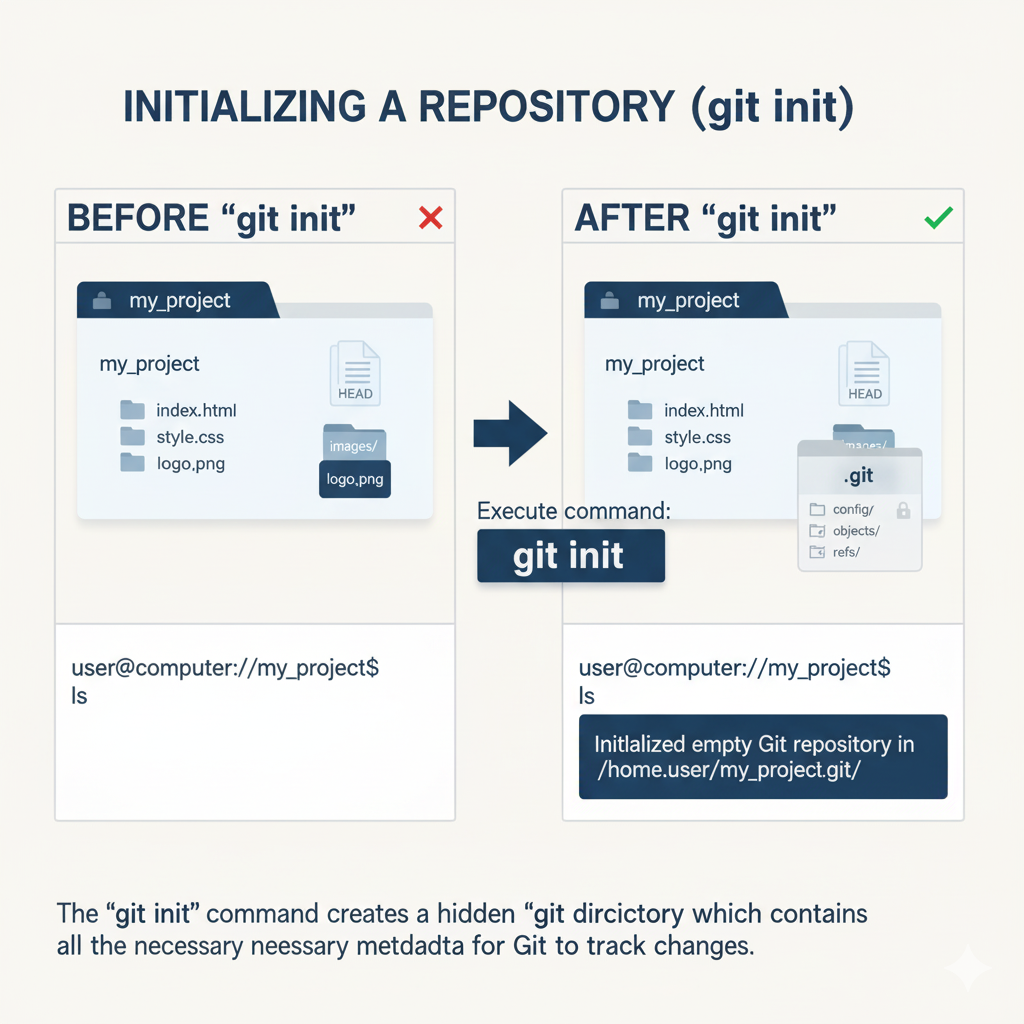 INITIALIZING A REPOSITORY (git init)
BEFORE “git init”
my_project
my_project
index.html
style.css
logo,png
HEAD
images/
logo,png
Execute command:
git init
AFTER “git init”
my_project
my_project
index.html
style.css
logo,png
HEAD
images/
.git
config/
objects/
refs/
user@computer://my_project$
ls
user@computer://my_project$
ls
Initlalized empty Git repository in
/home.user/my_project.git/
The “git init” command creates a hidden “git dircictory which contains
all the necessary neessary metdadta for Git to track changes.